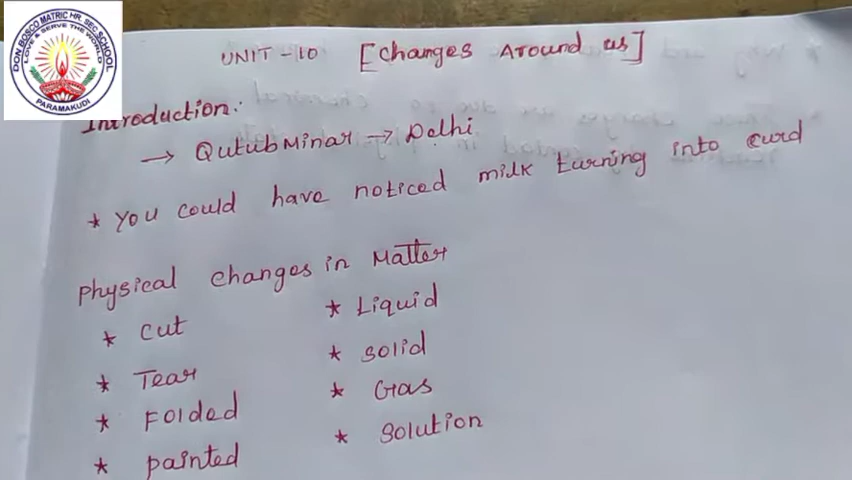 DON BOSCO MATRIC HR. SEC SCHOOL
LOVE & SERVE THE WORLD
PARAMAKUDI
UNIT - 10 [Changes Around us]
Introduction:
→ Qutub Minar → Delhi
* You could have noticed milk turning into curd
Physical changes in Matter
* Cut * Liquid
* Tear * Solid
* Folded * Gas
* painted * Solution